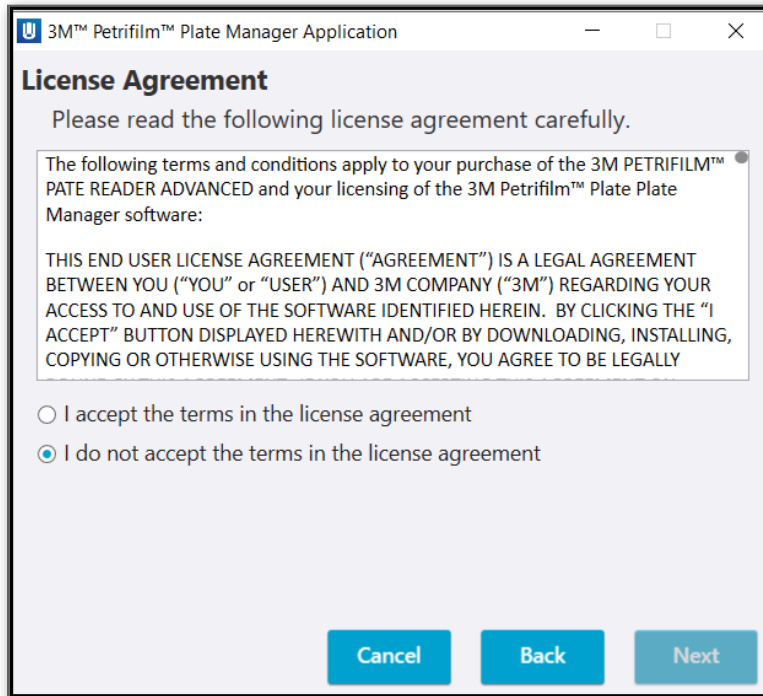 3M™ Petrifilm™ Plate Manager Application
License Agreement
Please read the following license agreement carefully.
The following terms and conditions apply to your purchase of the 3M PETRIFILM™
PATE READER ADVANCED and your licensing of the 3M Petrifilm™ Plate Plate
Manager software:
THIS END USER LICENSE AGREEMENT (“AGREEMENT”) IS A LEGAL AGREEMENT
BETWEEN YOU (“YOU” or “USER”) AND 3M COMPANY (“3M”) REGARDING YOUR
ACCESS TO AND USE OF THE SOFTWARE IDENTIFIED HEREIN.  BY CLICKING THE “I
ACCEPT” BUTTON DISPLAYED HEREWITH AND/OR BY DOWNLOADING, INSTALLING,
COPYING OR OTHERWISE USING THE SOFTWARE, YOU AGREE TO BE LEGALLY
I accept the terms in the license agreement
I do not accept the terms in the license agreement
Cancel Back Next